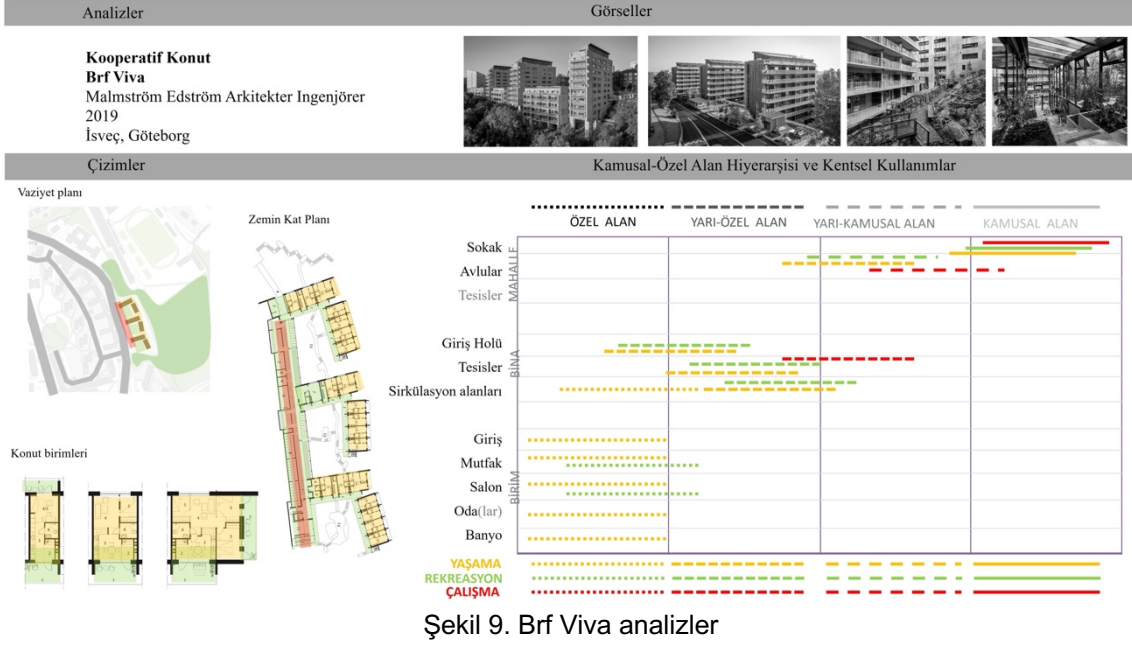 Analizler
Görseller
Kooperatif Konut
Brf Viva
Malmström Edström Arkitekter Ingenjörer
2019
İsveç, Göteborg
Çizimler
Kamusal-Özel Alan Hiyerarşisi ve Kentsel Kullanımlar
Vaziyet planı
Zemin Kat Planı
Konut birimleri
ÖZEL ALAN
YARI-ÖZEL ALAN
YARI-KAMUSAL ALAN
KAMUSAL ALAN
MAHALLE
Sokak
Avlular
Tesisler
BİNA
Giriş Holü
Tesisler
Sirkülasyon alanları
BİRİM
Giriş
Mutfak
Salon
Oda(lar)
Banyo
YAŞAMA
REKREASYON
ÇALIŞMA
Şekil 9. Brf Viva analizler